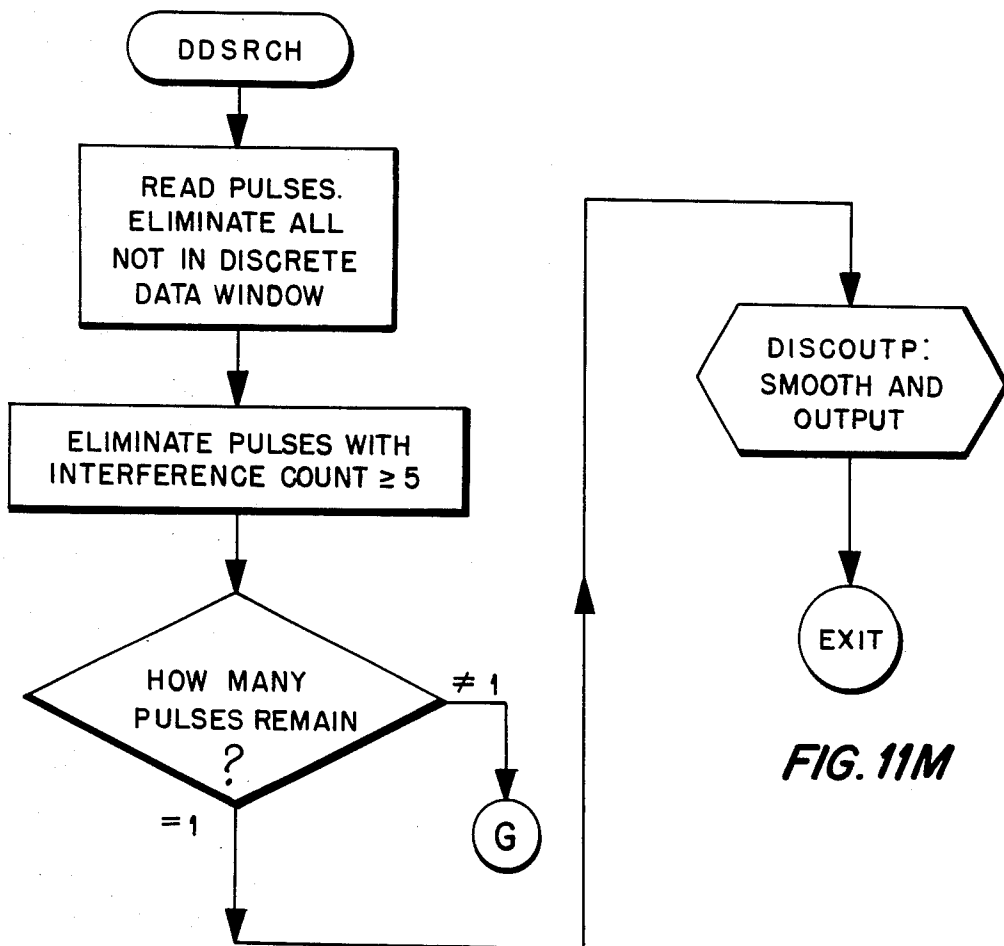 DDSRCH
READ PULSES.
ELIMINATE ALL
NOT IN DISCRETE
DATA WINDOW
ELIMINATE PULSES WITH
INTERFERENCE COUNT ≥ 5
HOW MANY
PULSES REMAIN
?
≠ 1
= 1
G
DISCOUTP:
SMOOTH AND
OUTPUT
EXIT
FIG. 11M